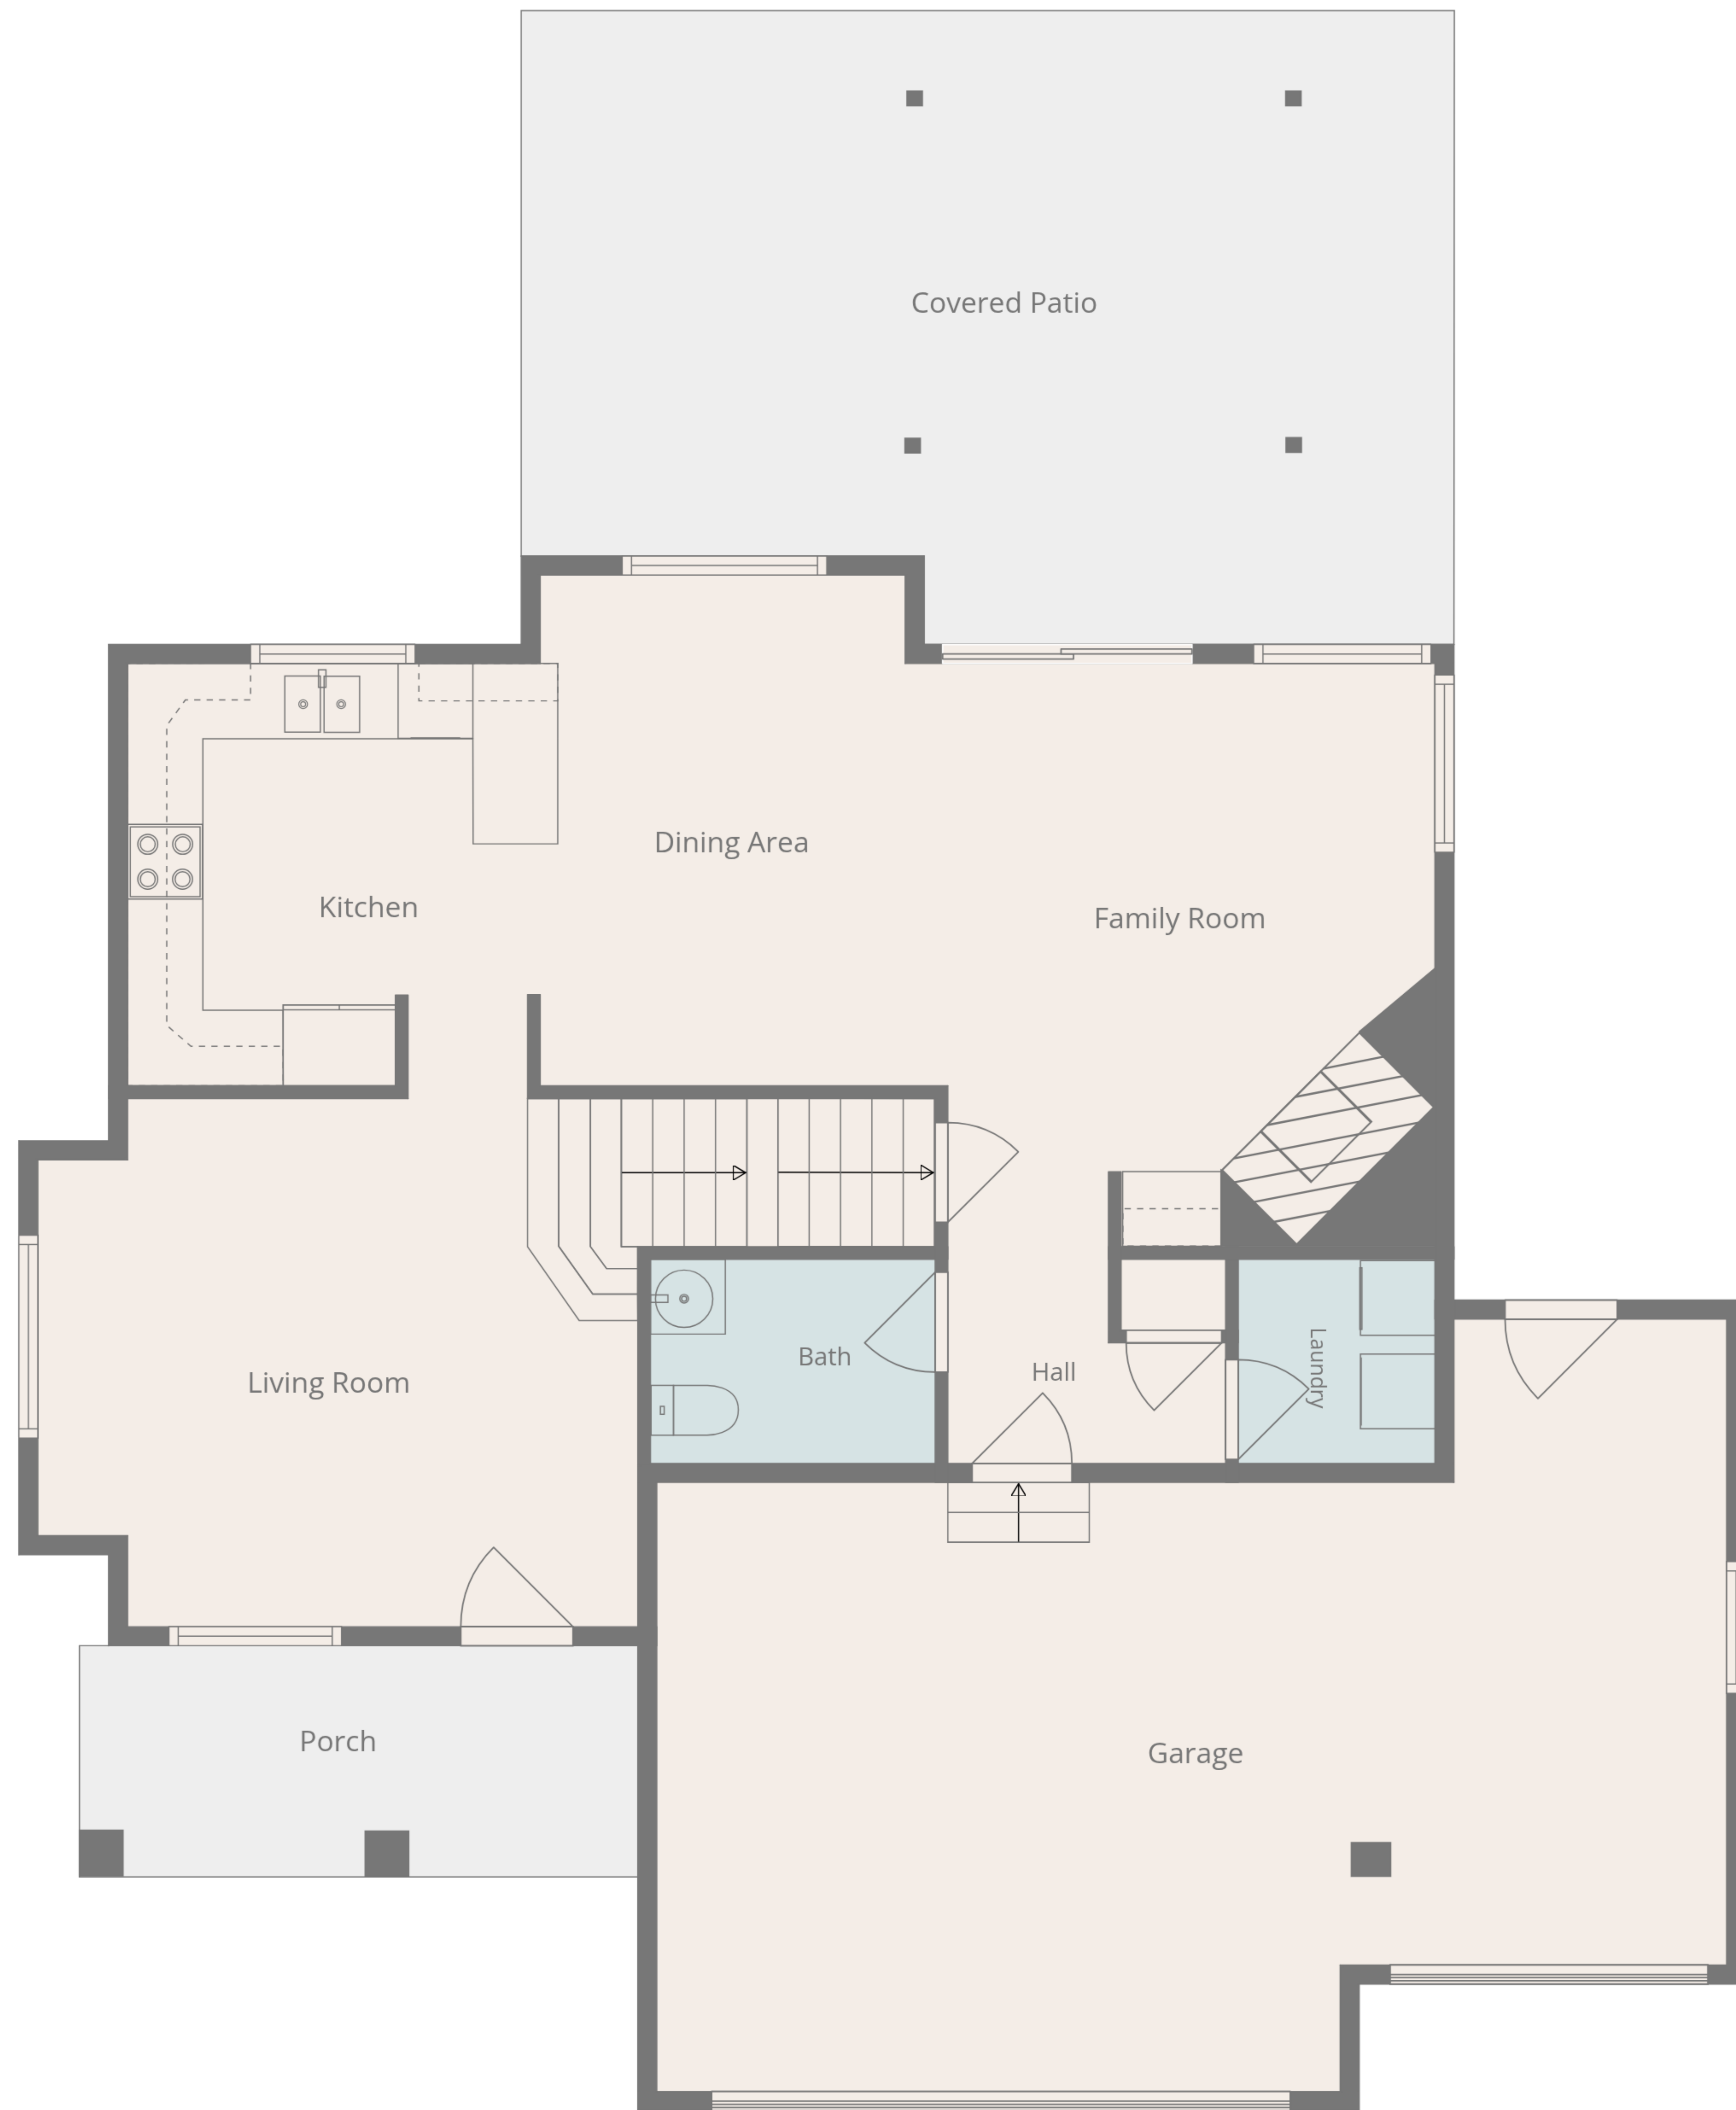 Covered Patio
Dining Area
Kitchen
Family Room
Bath
Hall
Laundry
Living Room
Porch
Garage